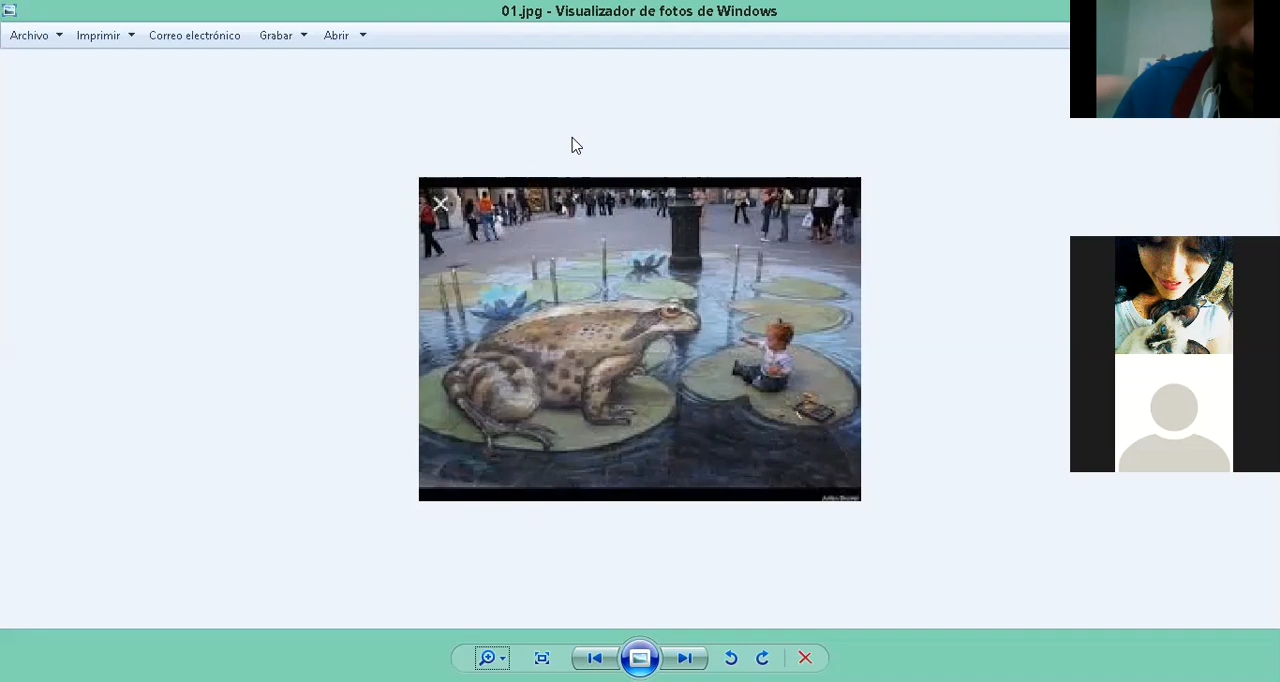 01.jpg - Visualizador de fotos de Windows
Archivo Imprimir Correo electrónico Grabar Abrir